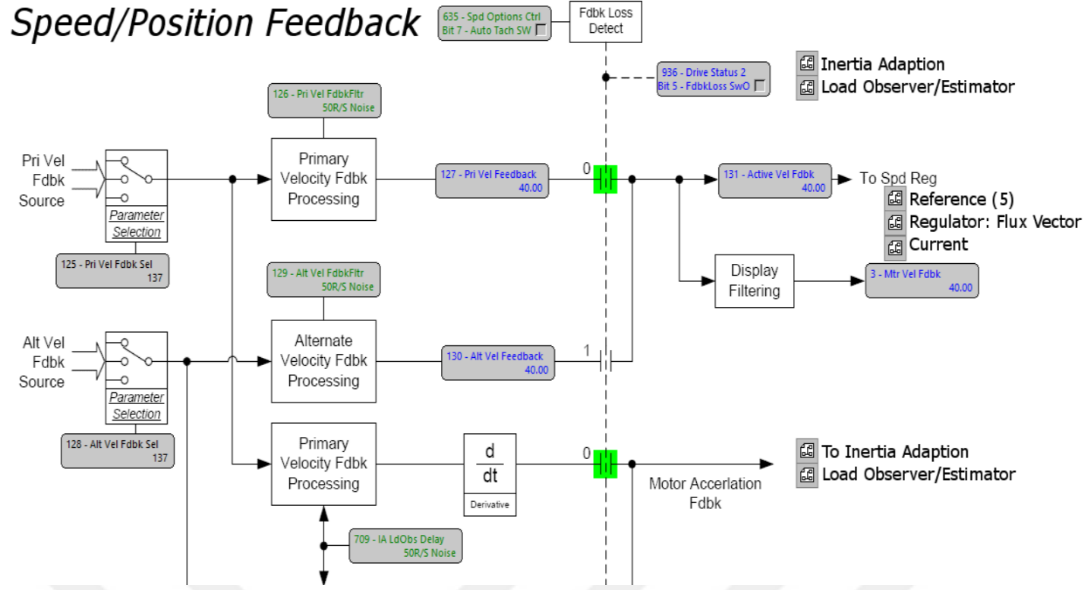 Speed/Position Feedback
635 - Spd Options Ctrl
Bit 7 - Auto Tach SW
Fdbk Loss
Detect
936 - Drive Status 2
Bit 5 - FdbkLoss SwO
Inertia Adaption
Load Observer/Estimator
126 - Pri Vel FdbkFltr
50R/S Noise
Pri Vel
Fdbk
Source
Parameter
Selection
125 - Pri Vel Fdbk Sel
137
Primary
Velocity Fdbk
Processing
127 - Pri Vel Feedback
40.00
0
131 - Active Vel Fdbk
40.00
To Spd Reg
Reference (5)
Regulator: Flux Vector
Current
Display
Filtering
3 - Mtr Vel Fdbk
40.00
129 - Alt Vel FdbkFltr
50R/S Noise
Alt Vel
Fdbk
Source
Parameter
Selection
128 - Alt Vel Fdbk Sel
137
Alternate
Velocity Fdbk
Processing
130 - Alt Vel Feedback
40.00
1
Primary
Velocity Fdbk
Processing
d
dt
Derivative
0
Motor Accerlation
Fdbk
To Inertia Adaption
Load Observer/Estimator
709 - IA LdObs Delay
50R/S Noise